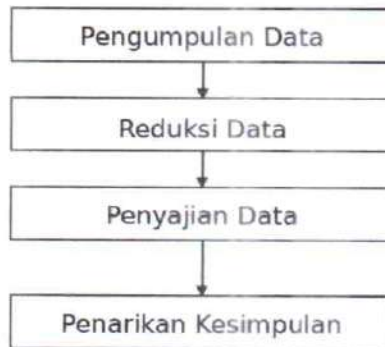 Pengumpulan Data
Reduksi Data
Penyajian Data
Penarikan Kesimpulan